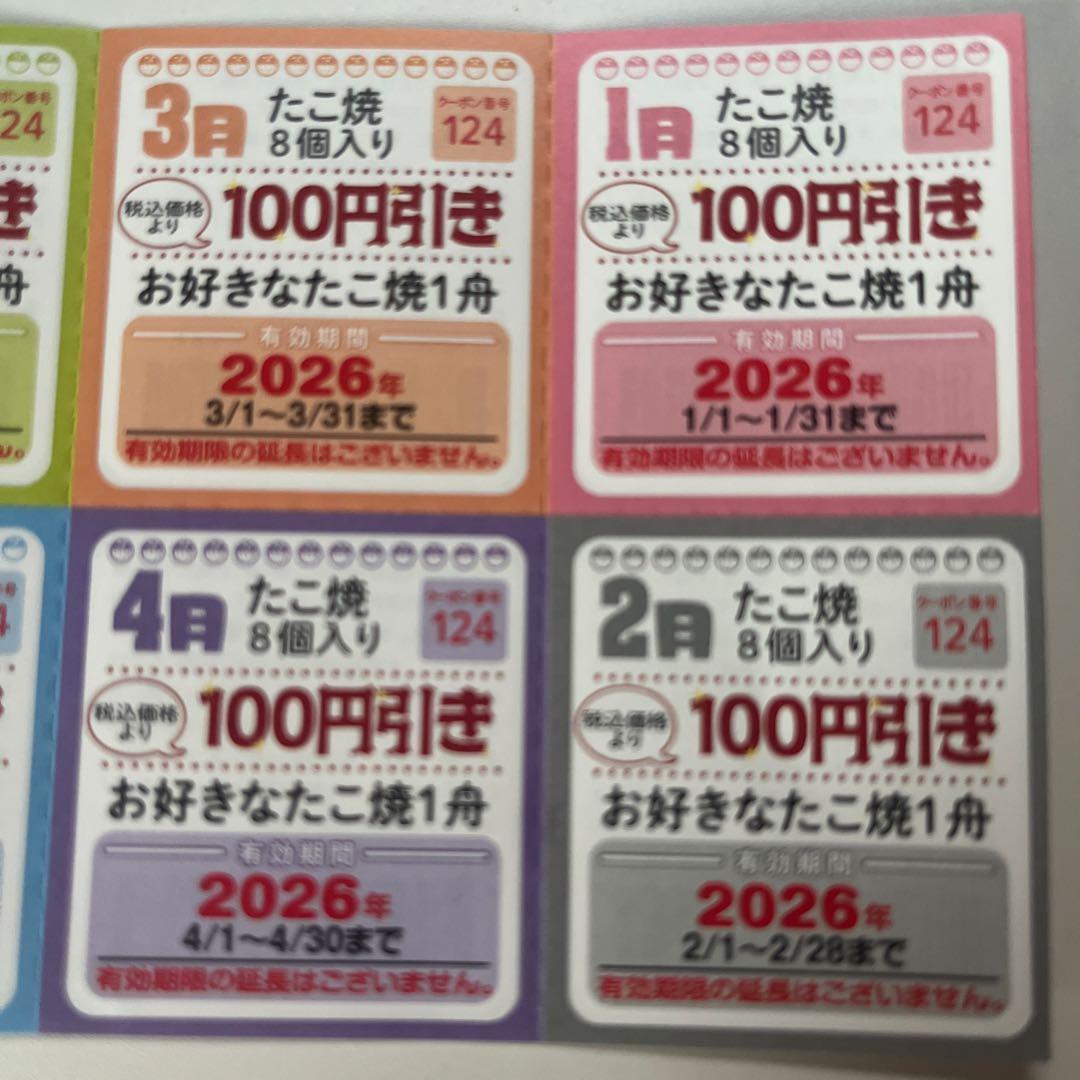 3月
たこ焼
8個入り
クーポン番号
124
税込価格
より
100円引き
お好きなたこ焼1舟
有効期間
2026年
3/1〜3/31まで
有効期限の延長はございません。
1月
たこ焼
8個入り
クーポン番号
124
税込価格
より
100円引き
お好きなたこ焼1舟
有効期間
2026年
1/1〜1/31まで
有効期限の延長はございません。
4月
たこ焼
8個入り
クーポン番号
124
税込価格
より
100円引き
お好きなたこ焼1舟
有効期間
2026年
4/1〜4/30まで
有効期限の延長はございません。
2月
たこ焼
8個入り
クーポン番号
124
税込価格
より
100円引き
お好きなたこ焼1舟
有効期間
2026年
2/1〜2/28まで
有効期限の延長はございません。
ン番号
24
き
舟
ん。
号
4